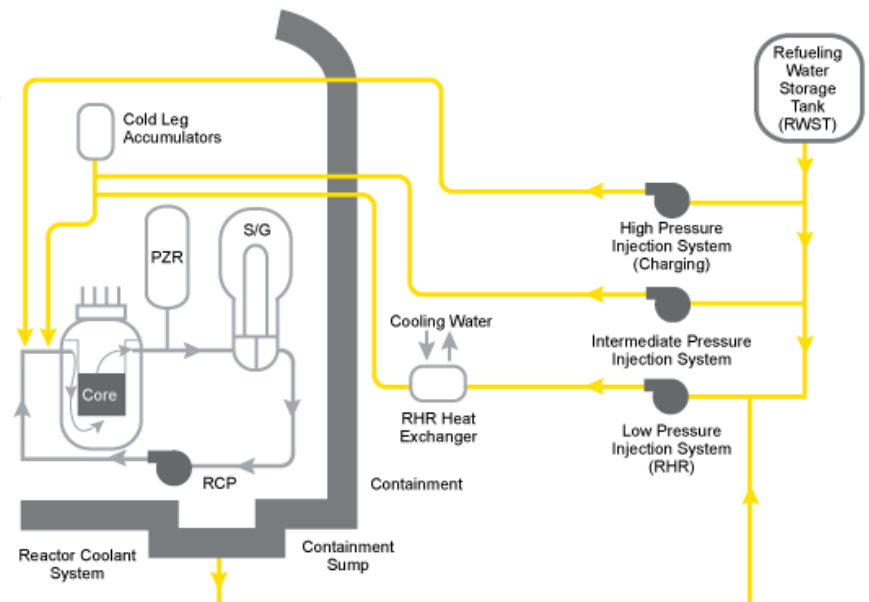 Refueling
Water
Storage
Tank
(RWST)
Cold Leg
Accumulators
High Pressure
Injection System
(Charging)
PZR
S/G
Cooling Water
Intermediate Pressure
Injection System
Core
RHR Heat
Exchanger
Low Pressure
Injection System
(RHR)
RCP
Containment
Reactor Coolant
System
Containment
Sump